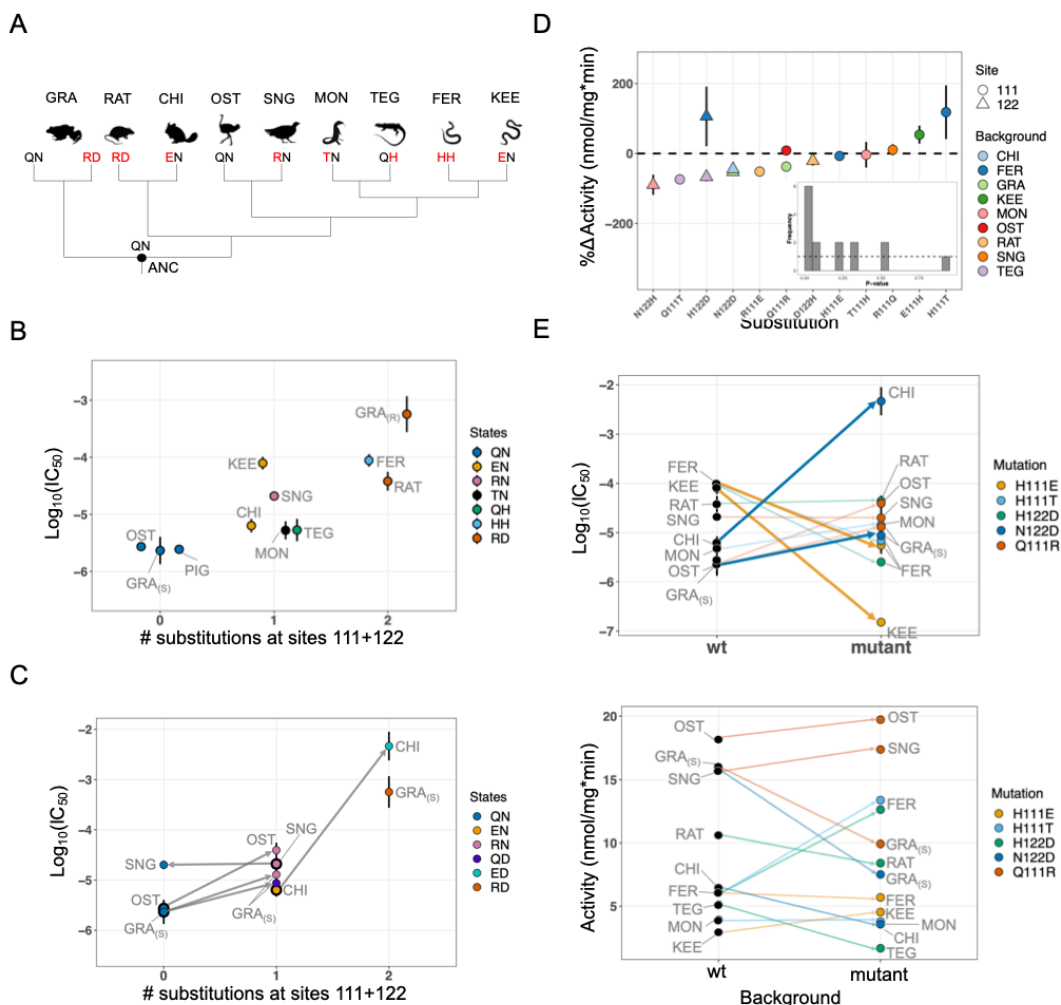 A
GRA RAT CHI OST SNG MON TEG FER KEE
QN RD RD EN QN RN TN QH HH EN
QN
ANC
B
Log10(IC50)
−3
−4
−5
−6
GRA(R)
KEE
FER
RAT
SNG
CHI
MON
TEG
OST
GRA(S)
PIG
0 1 2
# substitutions at sites 111+122
States
QN
EN
RN
TN
QH
HH
RD
C
Log10(IC50)
−2
−3
−4
−5
−6
CHI
GRA(S)
SNG
OST
SNG
OST
GRA(S)
CHI
GRA(S)
0 1 2
# substitutions at sites 111+122
States
QN
EN
RN
QD
ED
RD
D
%Δ Activity (nmol/mg*min)
200
0
−200
N122H Q111T H122D N122D R111E Q111R D122H H111E T111H R111Q E111H H111T
Substitution
Frequency
P-value
Site
111
122
Background
CHI
FER
GRA
KEE
MON
OST
RAT
SNG
TEG
E
Log10(IC50)
−2
−3
−4
−5
−6
−7
FER
KEE
RAT
SNG
CHI
MON
OST
GRA(S)
CHI
RAT
OST
SNG
MON
GRA(S)
FER
KEE
wt mutant
Mutation
H111E
H111T
H122D
N122D
Q111R
Activity (nmol/mg*min)
20
15
10
5
OST
GRA(S)
SNG
RAT
CHI
FER
TEG
MON
KEE
OST
SNG
FER
GRA(S)
RAT
GRA(S)
FER
KEE
MON
CHI
TEG
wt mutant
Background
Mutation
H111E
H111T
H122D
N122D
Q111R